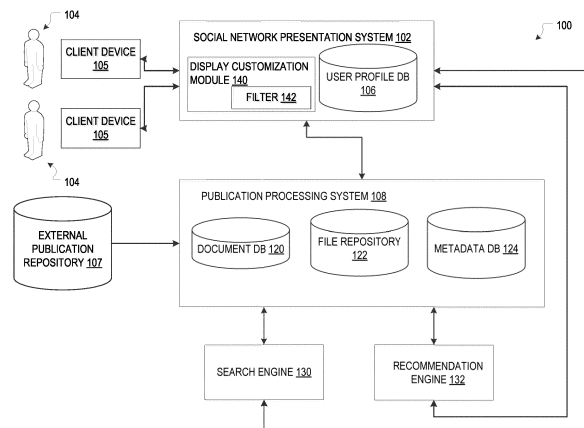 104
100
CLIENT DEVICE
105
CLIENT DEVICE
105
104
SOCIAL NETWORK PRESENTATION SYSTEM 102
DISPLAY CUSTOMIZATION
MODULE 140
FILTER 142
USER PROFILE DB
106
EXTERNAL
PUBLICATION
REPOSITORY 107
PUBLICATION PROCESSING SYSTEM 108
DOCUMENT DB 120
FILE REPOSITORY
122
METADATA DB 124
SEARCH ENGINE 130
RECOMMENDATION
ENGINE 132